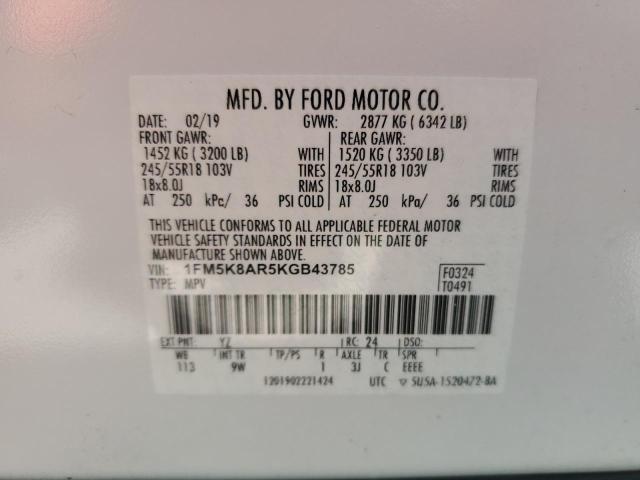 MFD. BY FORD MOTOR CO.
DATE: 02/19 GVWR: 2877 KG ( 6342 LB)
FRONT GAWR: REAR GAWR:
1452 KG ( 3200 LB) WITH 1520 KG ( 3350 LB) WITH
245/55R18 103V TIRES 245/55R18 103V TIRES
18x8.0J RIMS 18x8.0J RIMS
AT 250 kPa/ 36 PSI COLD AT 250 kPa/ 36 PSI COLD
THIS VEHICLE CONFORMS TO ALL APPLICABLE FEDERAL MOTOR
VEHICLE SAFETY STANDARDS IN EFFECT ON THE DATE OF
MANUFACTURE SHOWN ABOVE.
VIN: 1FM5K8AR5KGB43785 F0324
TYPE: MPV T0491
EXT PNT: YZ RC: 24 DSO:
WB INT TR TP/PS R AXLE TR SPR
113 9W 1 3J C EEEE
1201902221424 UTC ▽ 5U5A-1520472-BA